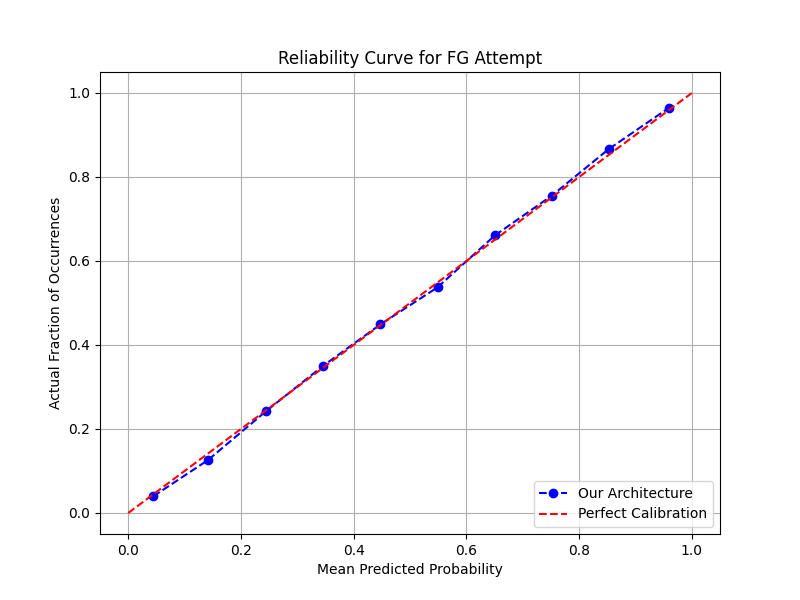 Reliability Curve for FG Attempt
Actual Fraction of Occurrences
1.0
0.8
0.6
0.4
0.2
0.0
0.0 0.2 0.4 0.6 0.8 1.0
Mean Predicted Probability
Our Architecture
Perfect Calibration